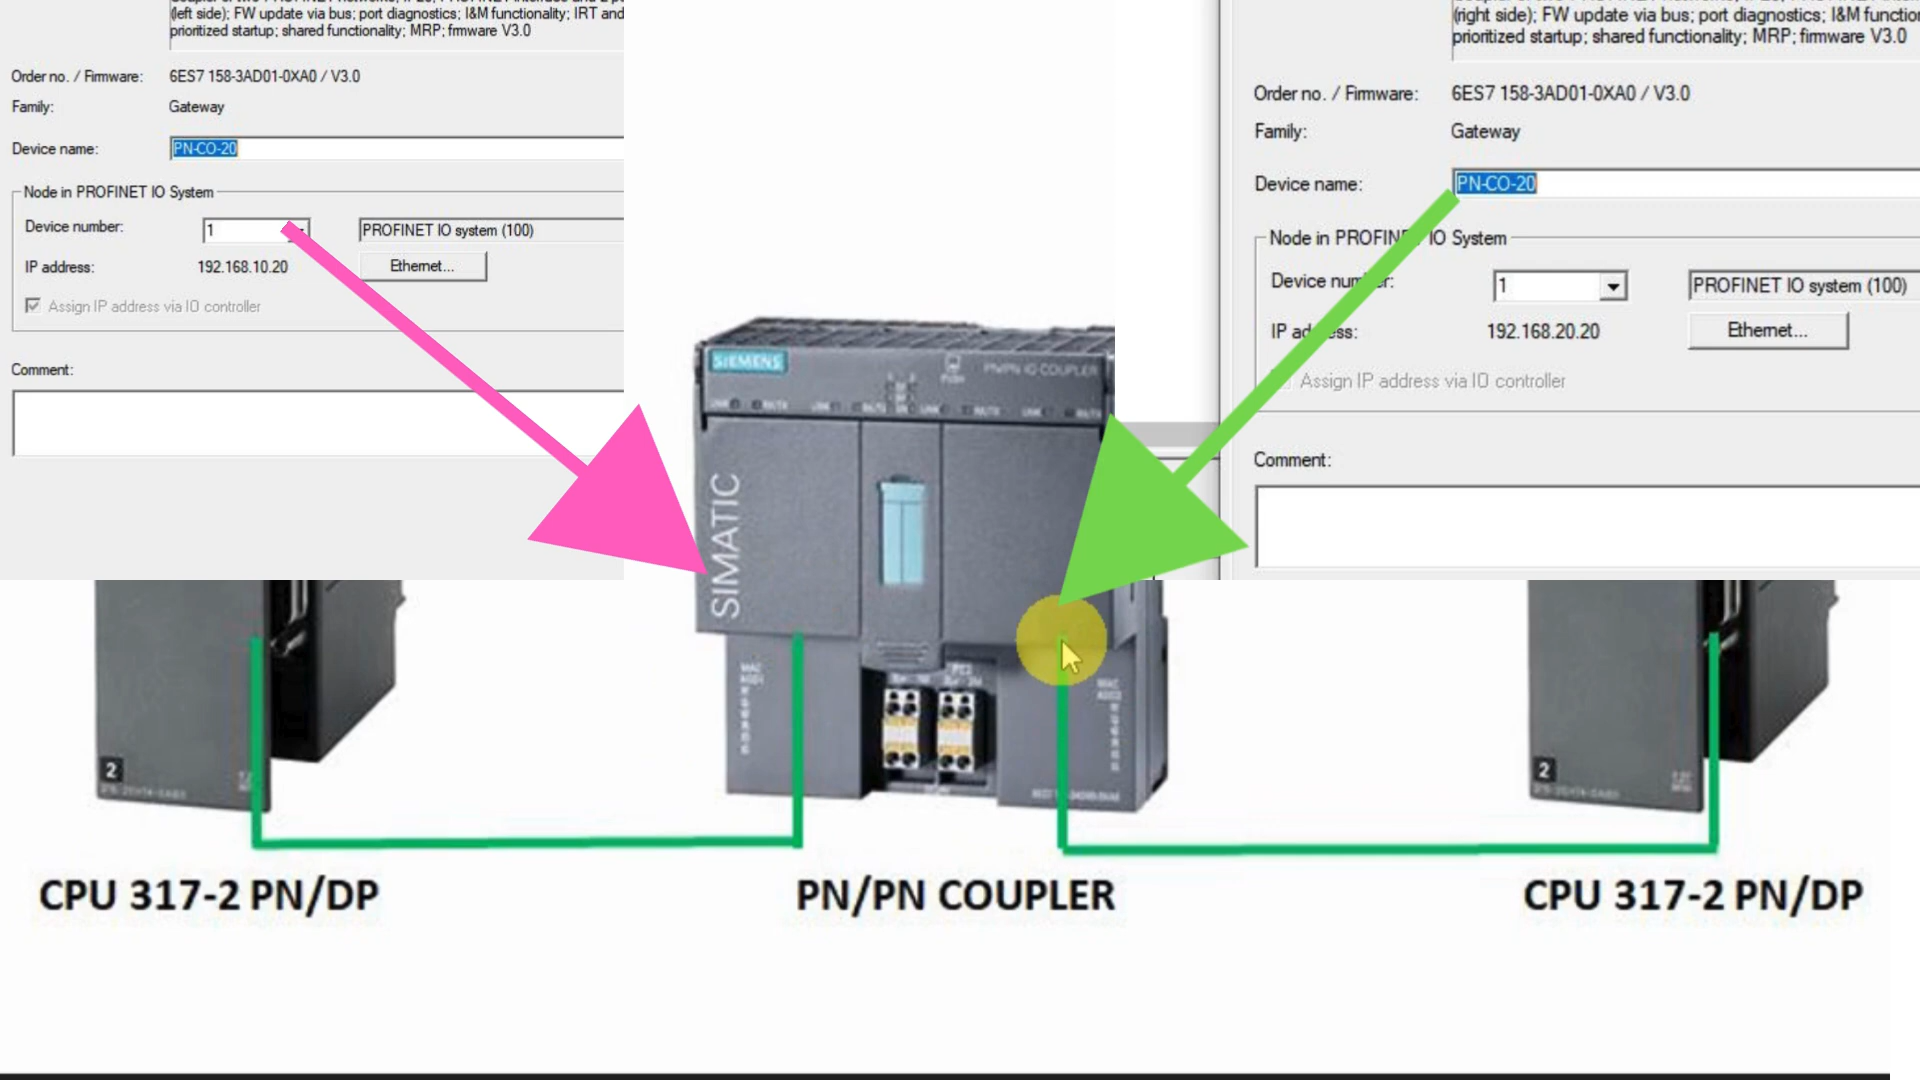 (left side); FW update via bus; port diagnostics; I&M functionality; IRT and
prioritized startup; shared functionality; MRP; firmware V3.0
Order no. / Firmware: 6ES7 158-3AD01-0XA0 / V3.0
Family: Gateway
Device name: PN-CO-20
Node in PROFINET IO System
Device number: 1 PROFINET IO system (100)
IP address: 192.168.10.20 Ethernet...
Assign IP address via IO controller
Comment:
(right side); FW update via bus; port diagnostics; I&M functio
prioritized startup; shared functionality; MRP; firmware V3.0
Order no. / Firmware: 6ES7 158-3AD01-0XA0 / V3.0
Family: Gateway
Device name: PN-CO-20
Node in PROFINET IO System
Device number: 1 PROFINET IO system (100)
IP address: 192.168.20.20 Ethernet...
Assign IP address via IO controller
Comment:
SIEMENS
PN/PN IO COUPLER
SIMATIC
2
2
CPU 317-2 PN/DP
PN/PN COUPLER
CPU 317-2 PN/DP